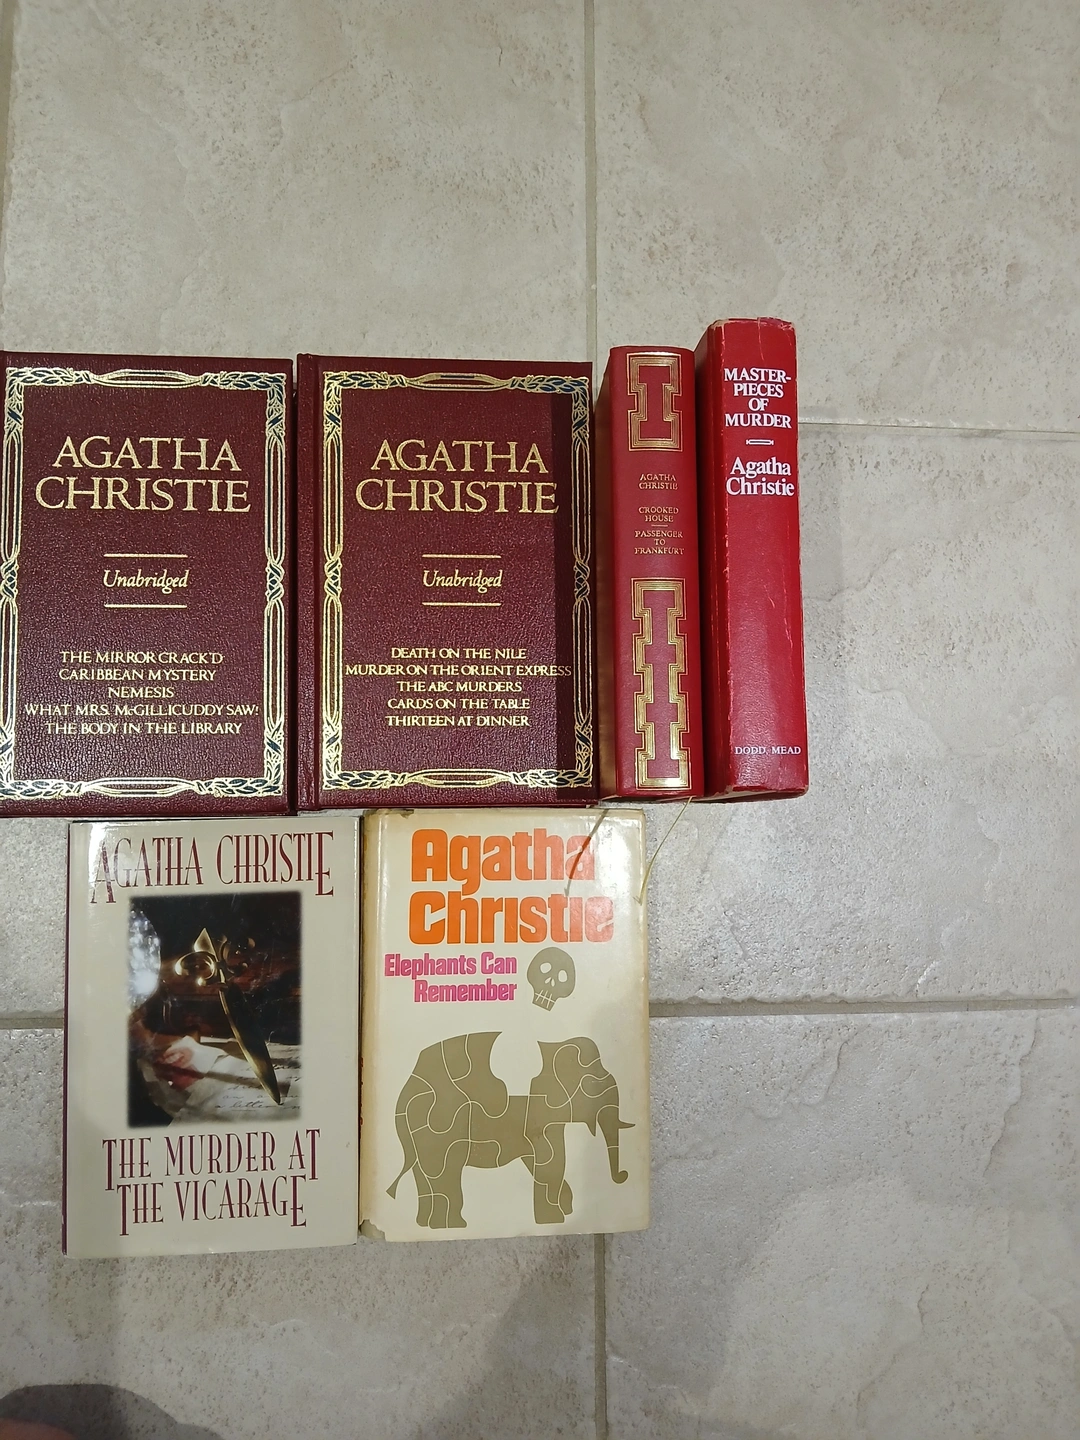 AGATHA
CHRISTIE
Unabridged
THE MIRROR CRACK'D
CARIBBEAN MYSTERY
NEMESIS
WHAT MRS. McGILLICUDDY SAW!
THE BODY IN THE LIBRARY
AGATHA
CHRISTIE
Unabridged
DEATH ON THE NILE
MURDER ON THE ORIENT EXPRESS
THE ABC MURDERS
CARDS ON THE TABLE
THIRTEEN AT DINNER
AGATHA
CHRISTIE
CROOKED
HOUSE
PASSENGER
TO
FRANKFURT
MASTER-
PIECES
OF
MURDER
Agatha
Christie
DODD, MEAD
AGATHA CHRISTIE
THE MURDER AT
THE VICARAGE
Agatha
Christie
Elephants Can
Remember